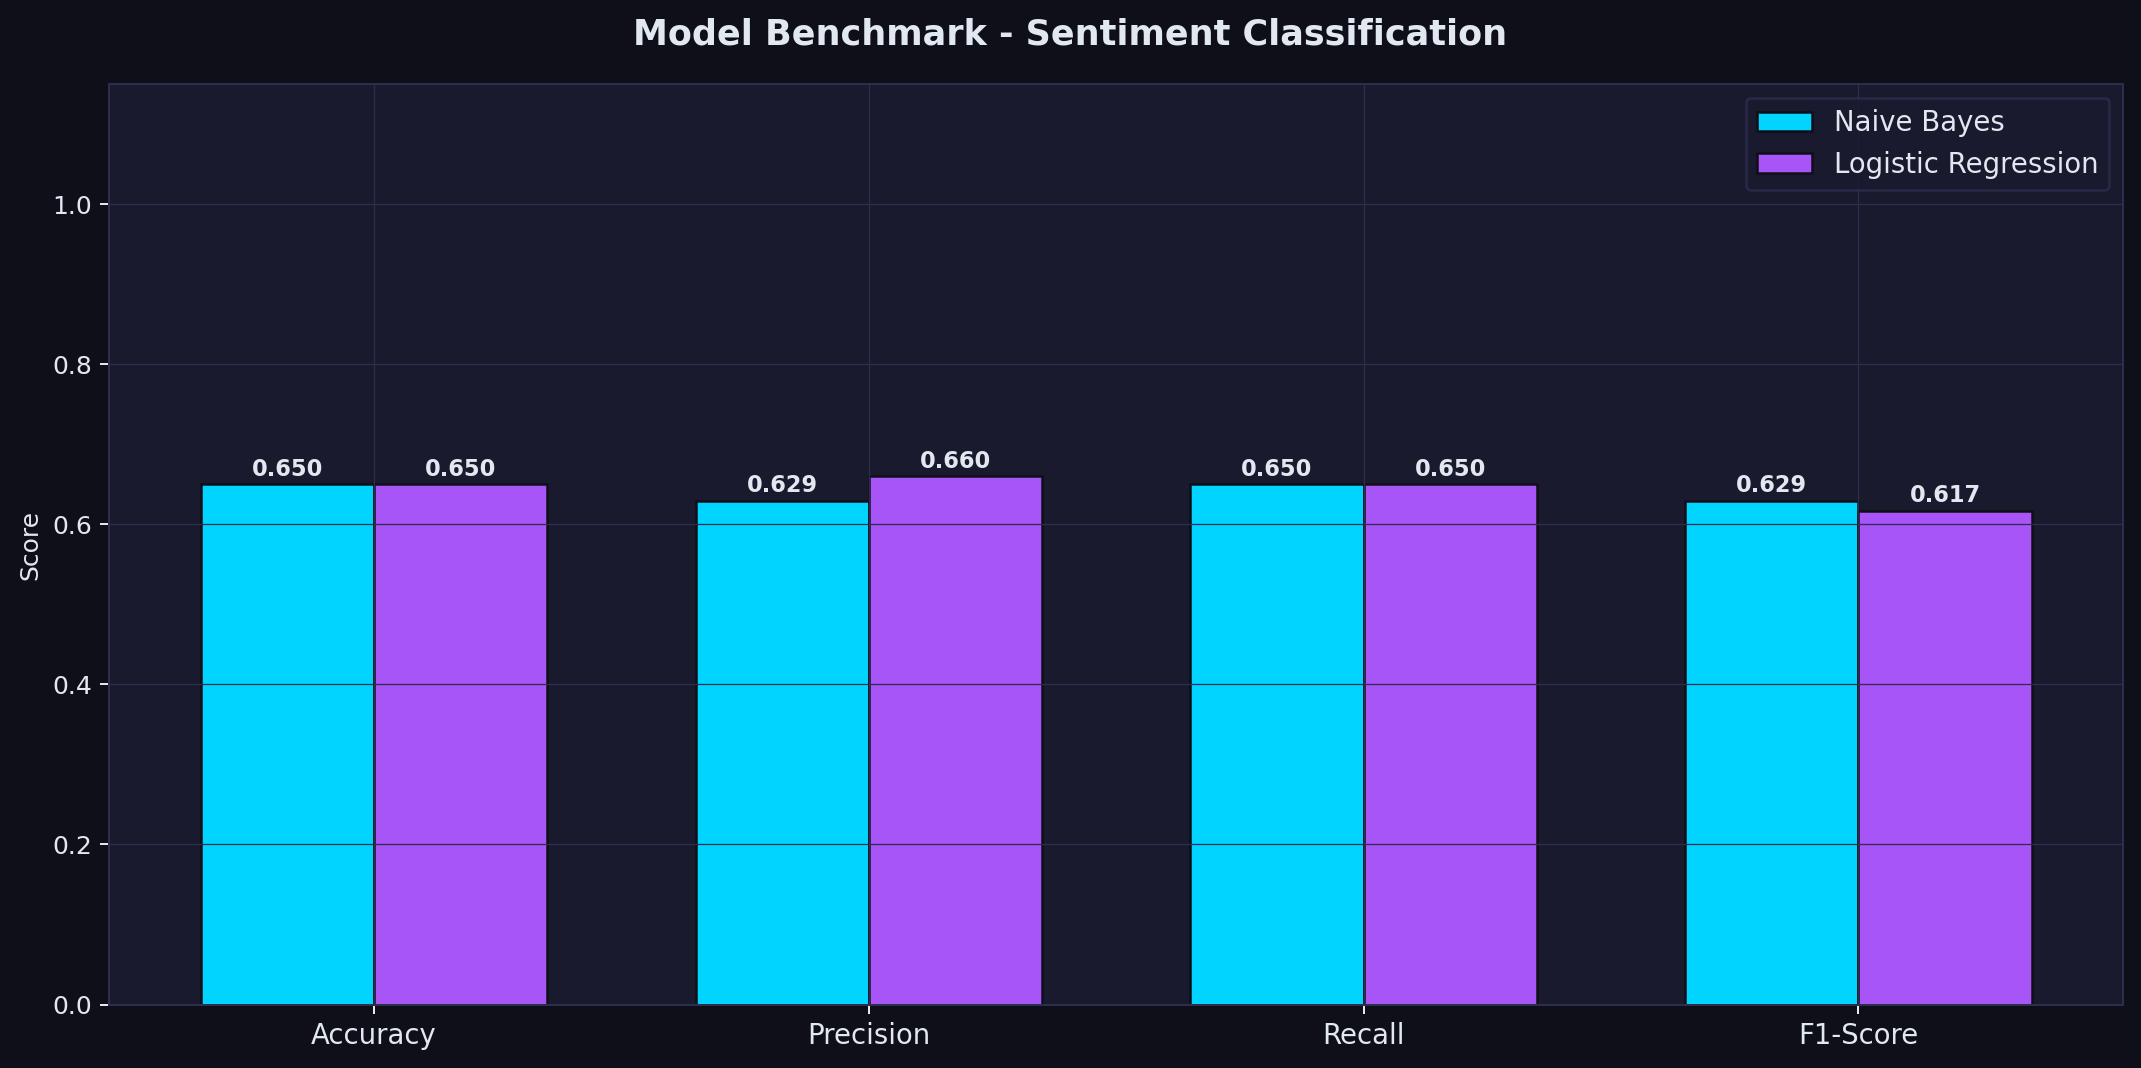 Model Benchmark - Sentiment Classification
Naive Bayes
Logistic Regression
1.0
0.8
0.6
0.4
0.2
0.0
Score
0.650
0.650
0.629
0.660
0.650
0.650
0.629
0.617
Accuracy
Precision
Recall
F1-Score